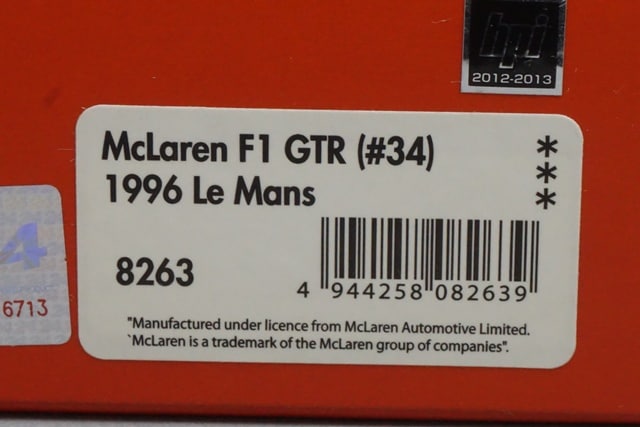 hpi
2012-2013
McLaren F1 GTR (#34)
1996 Le Mans
***
8263
4 944258 082639
"Manufactured under licence from McLaren Automotive Limited.
`McLaren is a trademark of the McLaren group of companies".
4
6713